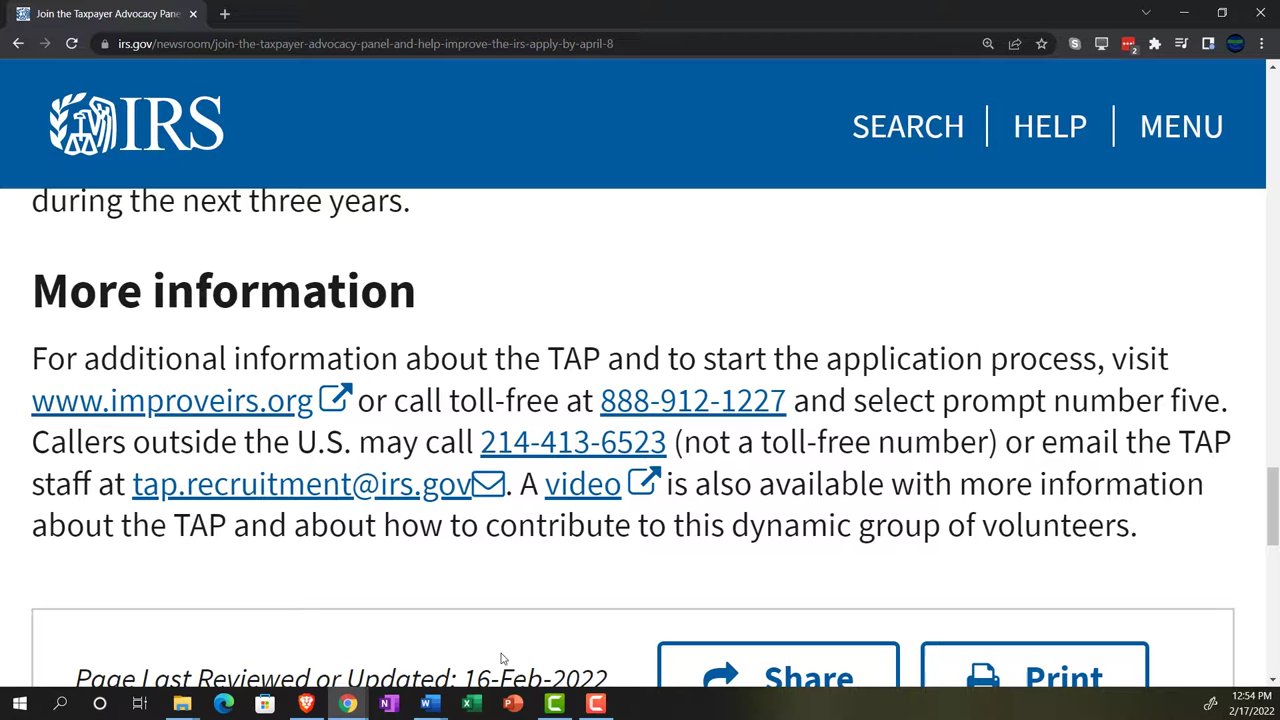 Join the Taxpayer Advocacy Pane
irs.gov/newsroom/join-the-taxpayer-advocacy-panel-and-help-improve-the-irs-apply-by-april-8
2
IRS
SEARCH
HELP
MENU
during the next three years.
More information
For additional information about the TAP and to start the application process, visit
www.improveirs.org or call toll-free at 888-912-1227 and select prompt number five.
Callers outside the U.S. may call 214-413-6523 (not a toll-free number) or email the TAP
staff at tap.recruitment@irs.gov. A video is also available with more information
about the TAP and about how to contribute to this dynamic group of volunteers.
Page Last Reviewed or Updated: 16-Feb-2022
Share
Print
12:54 PM
2/17/2022